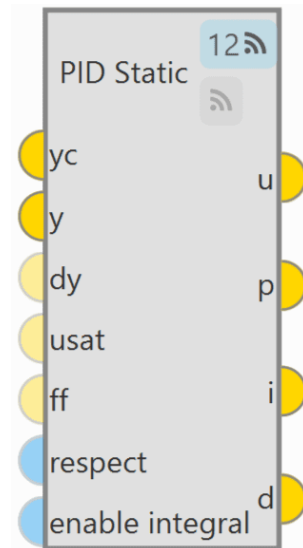 12
PID Static
yc
u
y
dy
p
usat
ff
i
respect
d
enable integral